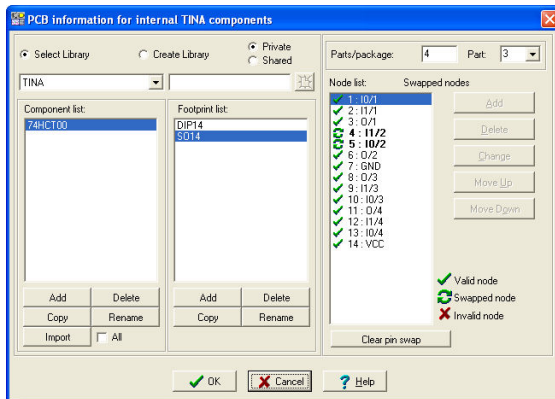 PCB information for internal TINA components
Select Library
Create Library
Private
Shared
Parts/package:
4
Part:
3
TINA
Node list:
Swapped nodes
Component list:
74HCT00
Footprint list:
DIP14
SO14
1 : I0/1
2 : I1/1
3 : O/1
4 : I1/2
5 : I0/2
6 : O/2
7 : GND
8 : O/3
9 : I1/3
10 : I0/3
11 : O/4
12 : I1/4
13 : I0/4
14 : VCC
Add
Delete
Change
Move Up
Move Down
Valid node
Swapped node
Invalid node
Add
Delete
Copy
Rename
Import
All
Add
Delete
Copy
Rename
Clear pin swap
OK
Cancel
? Help